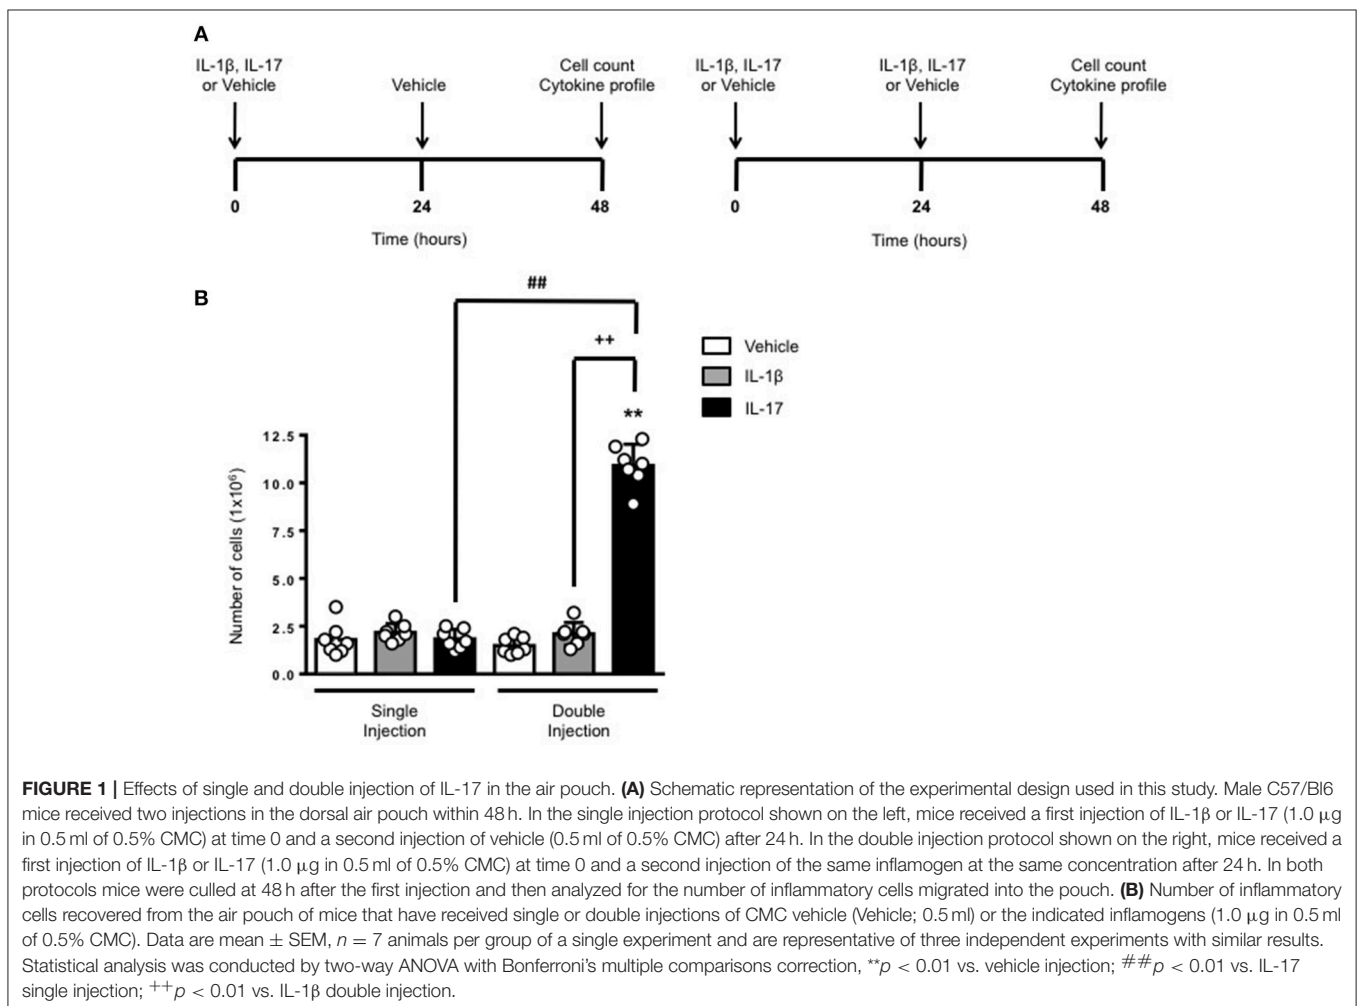 A
IL-1β, IL-17
or Vehicle
Vehicle
Cell count
Cytokine profile
0
24
48
Time (hours)
IL-1β, IL-17
or Vehicle
IL-1β, IL-17
or Vehicle
Cell count
Cytokine profile
0
24
48
Time (hours)
B
##
++
**
Vehicle
IL-1β
IL-17
Number of cells (1x10⁶)
12.5
10.0
7.5
5.0
2.5
0.0
Single
Injection
Double
Injection
FIGURE 1 | Effects of single and double injection of IL-17 in the air pouch. (A) Schematic representation of the experimental design used in this study. Male C57/Bl6
mice received two injections in the dorsal air pouch within 48 h. In the single injection protocol shown on the left, mice received a first injection of IL-1β or IL-17 (1.0 μg
in 0.5 ml of 0.5% CMC) at time 0 and a second injection of vehicle (0.5 ml of 0.5% CMC) after 24 h. In the double injection protocol shown on the right, mice received a
first injection of IL-1β or IL-17 (1.0 μg in 0.5 ml of 0.5% CMC) at time 0 and a second injection of the same inflamogen at the same concentration after 24 h. In both
protocols mice were culled at 48 h after the first injection and then analyzed for the number of inflammatory cells migrated into the pouch. (B) Number of inflammatory
cells recovered from the air pouch of mice that have received single or double injections of CMC vehicle (Vehicle; 0.5 ml) or the indicated inflamogens (1.0 μg in 0.5 ml
of 0.5% CMC). Data are mean ± SEM, n = 7 animals per group of a single experiment and are representative of three independent experiments with similar results.
Statistical analysis was conducted by two-way ANOVA with Bonferroni's multiple comparisons correction, **p < 0.01 vs. vehicle injection; ##p < 0.01 vs. IL-17
single injection; ++p < 0.01 vs. IL-1β double injection.